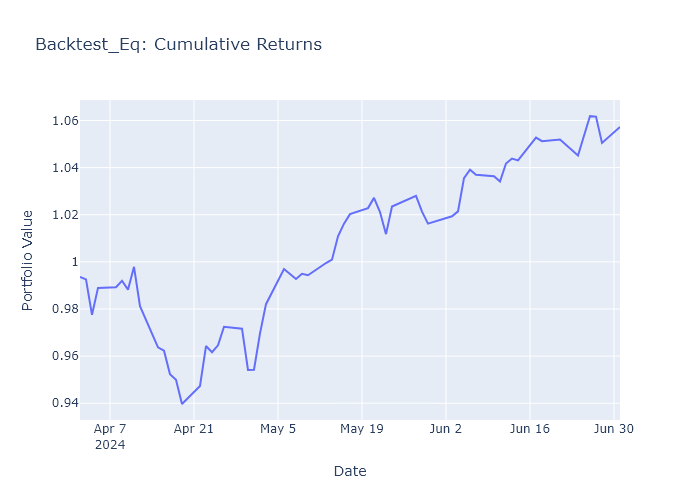 Backtest_Eq: Cumulative Returns
Portfolio Value
1.06
1.04
1.02
1
0.98
0.96
0.94
Apr 7
2024
Apr 21
May 5
May 19
Jun 2
Jun 16
Jun 30
Date